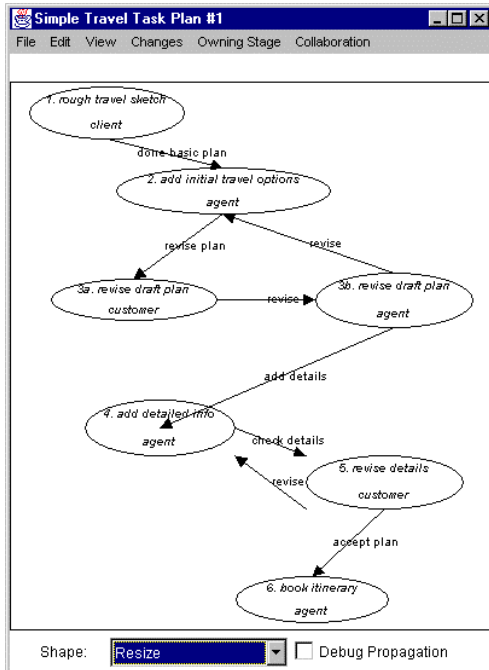 Simple Travel Task Plan #1
File Edit View Changes Owning Stage Collaboration
1. rough travel sketch
client
done basic plan
2. add initial travel options
agent
revise plan
revise
3a. revise draft plan
customer
revise
3b. revise draft plan
agent
add details
4. add detailed info
agent
check details
revise
5. revise details
customer
accept plan
6. book itinerary
agent
Shape: Resize Debug Propagation